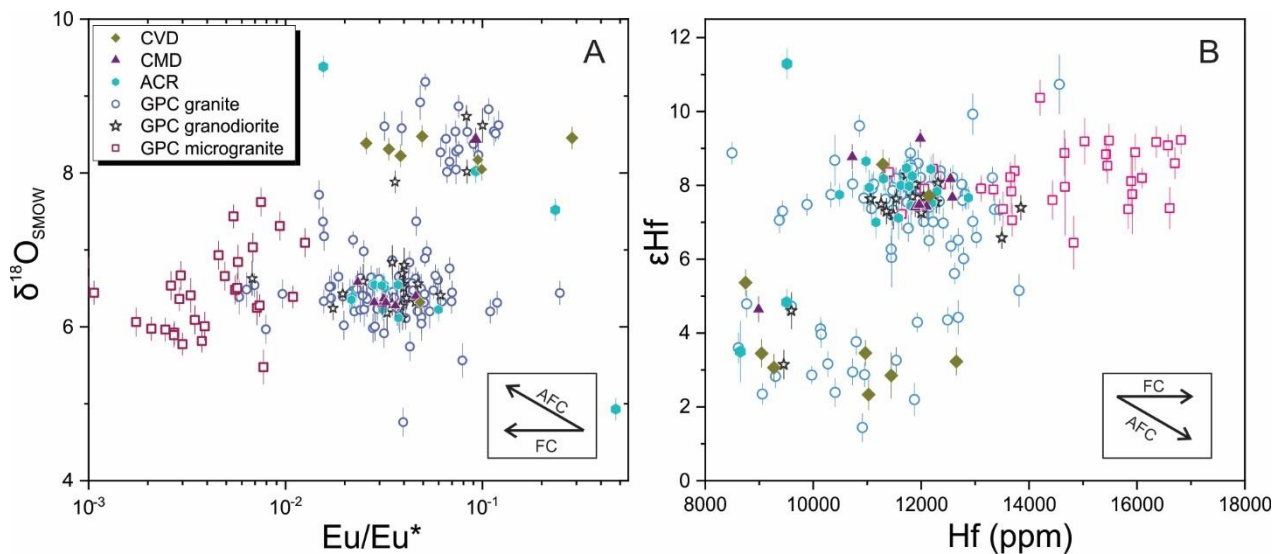 10
8
6
4
δ18OSMOW
CVD
CMD
ACR
GPC granite
GPC granodiorite
GPC microgranite
A
AFC
FC
10-3
10-2
10-1
Eu/Eu*
12
10
8
6
4
2
0
εHf
B
FC
AFC
8000
10000
12000
14000
16000
18000
Hf (ppm)